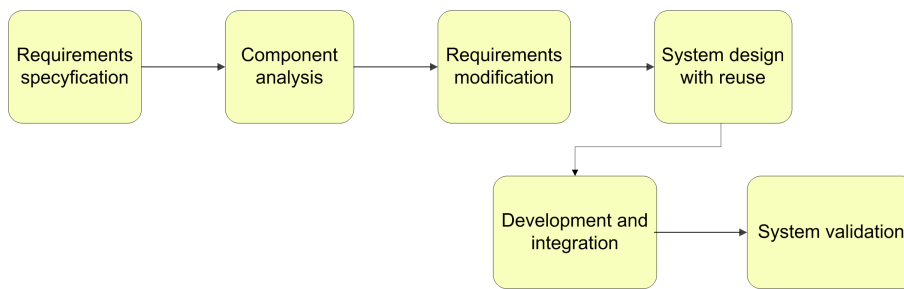 Requirements
specyfication
Component
analysis
Requirements
modification
System design
with reuse
Development and
integration
System validation